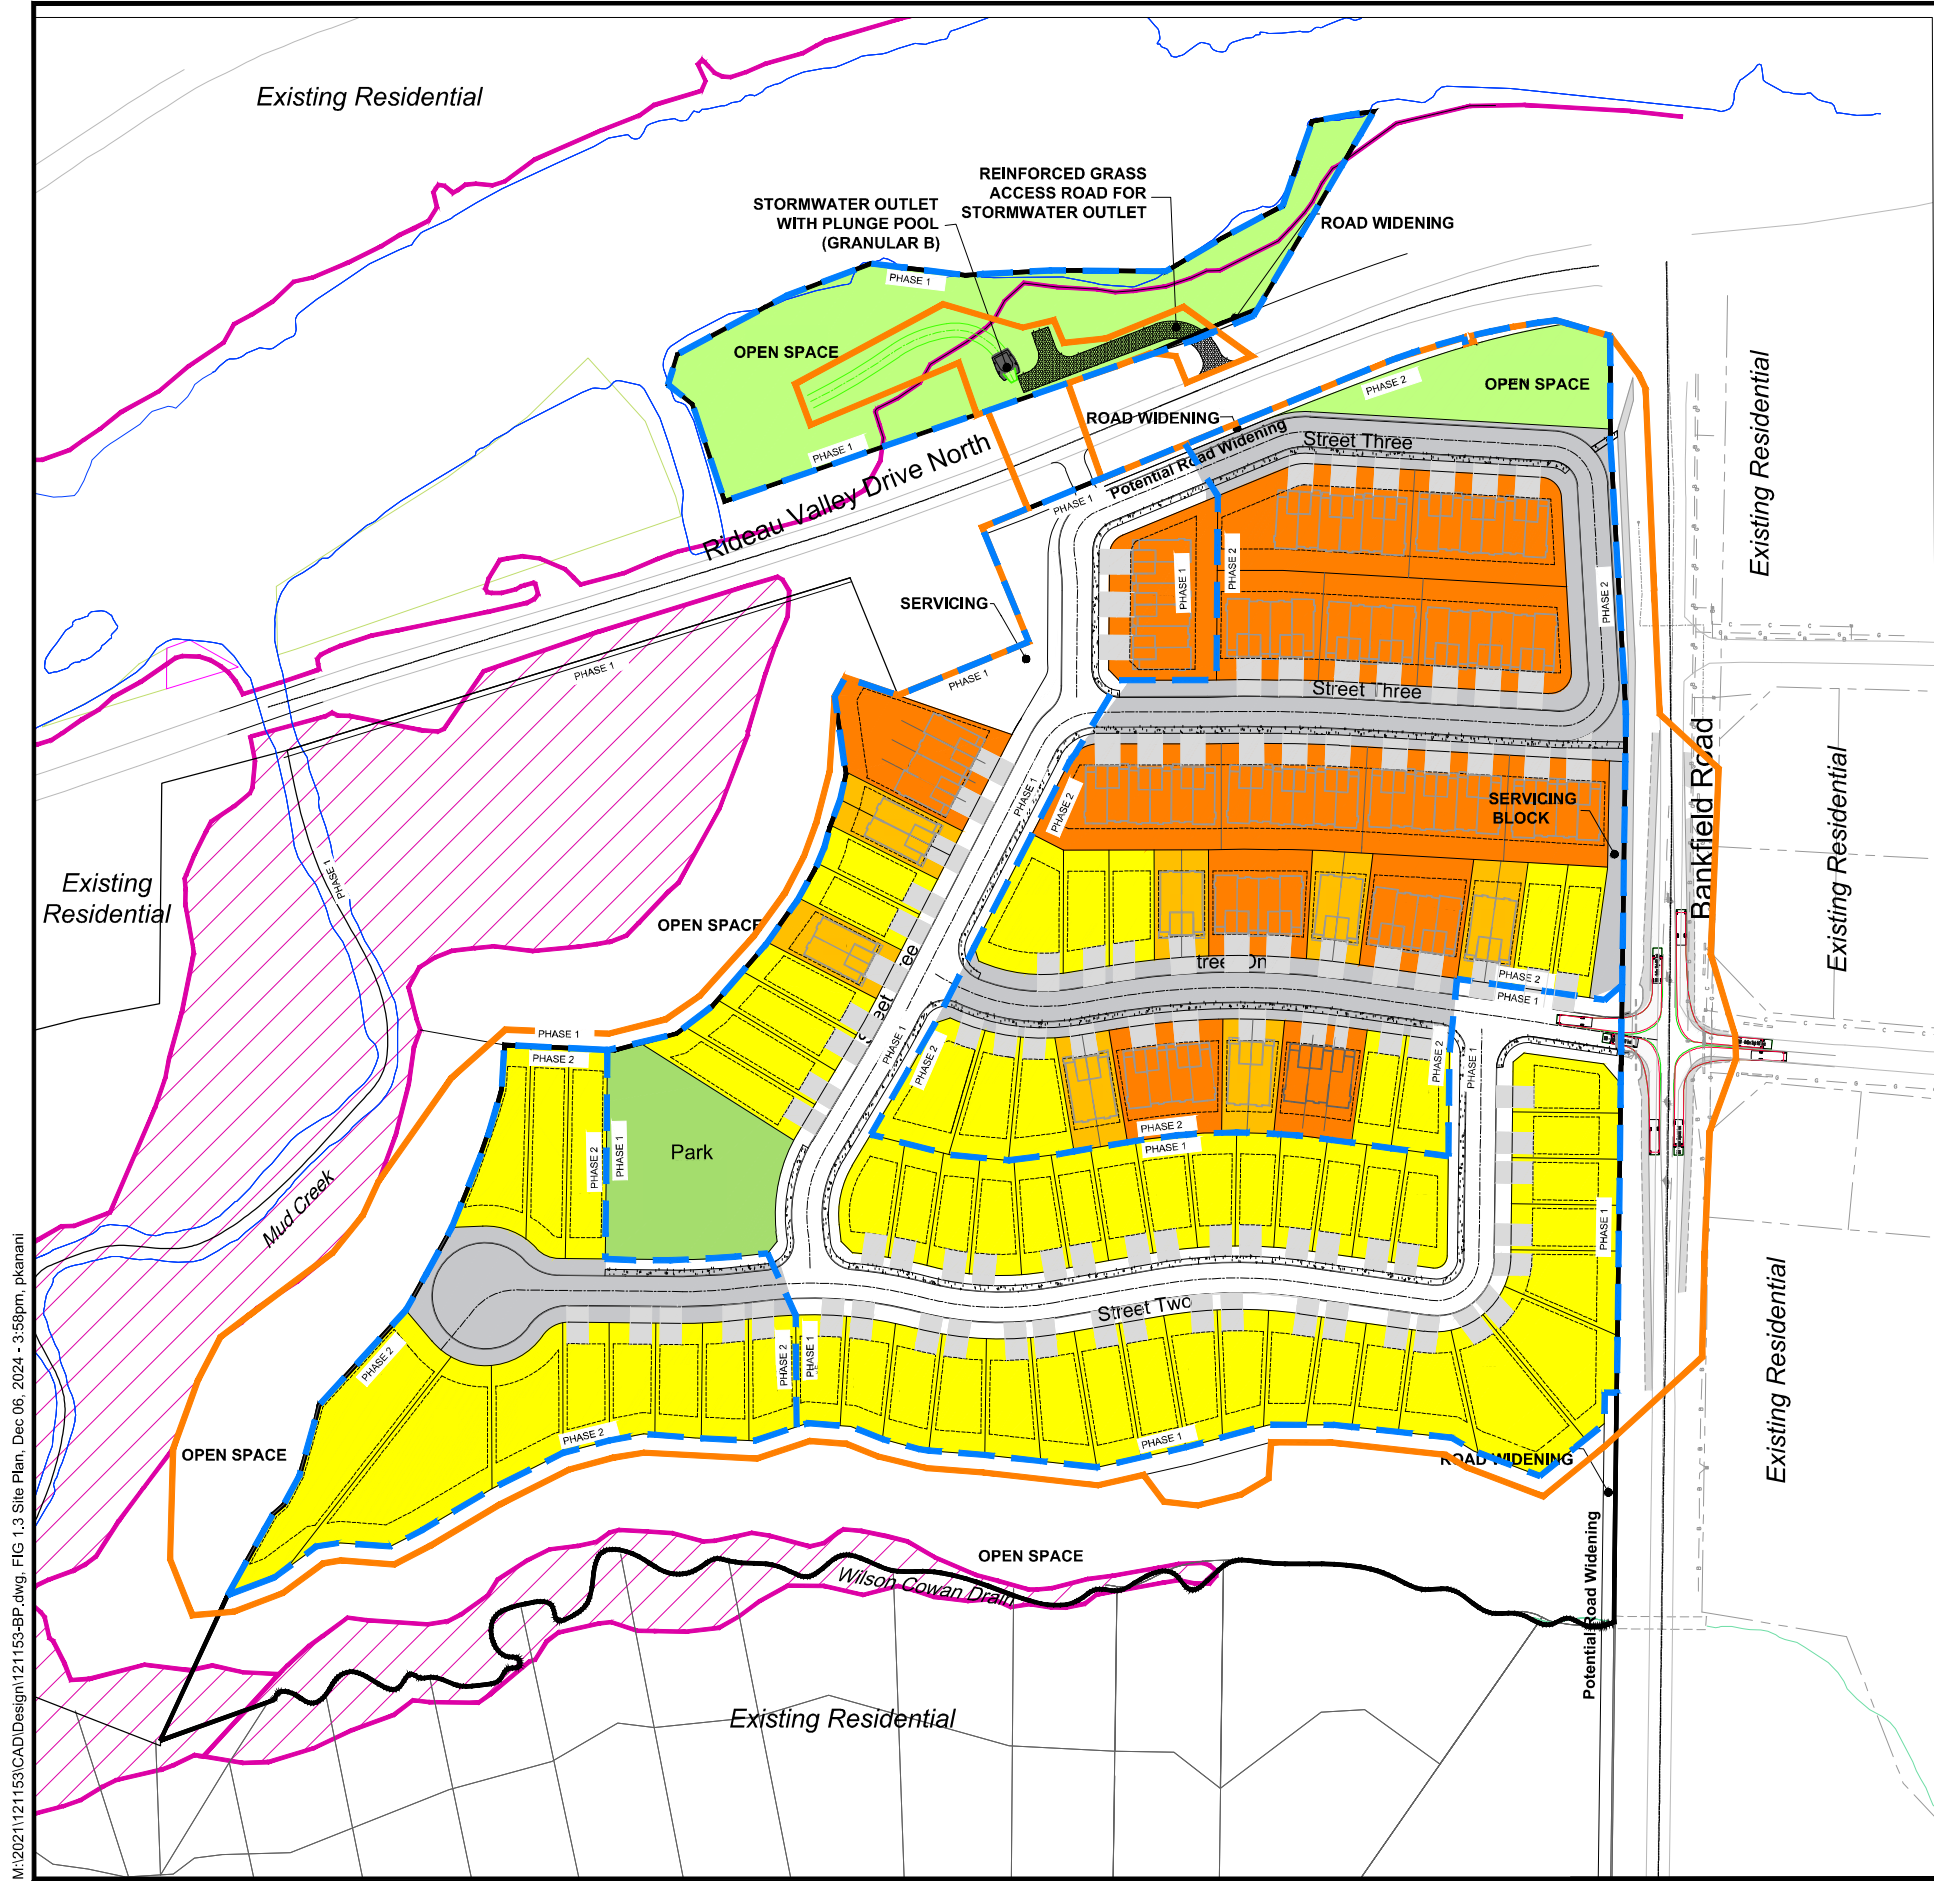 Existing Residential
REINFORCED GRASS
ACCESS ROAD FOR
STORMWATER OUTLET
STORMWATER OUTLET
WITH PLUNGE POOL
(GRANULAR B)
ROAD WIDENING
PHASE 1
OPEN SPACE
PHASE 1
Rideau Valley Drive North
ROAD WIDENING
PHASE 2
OPEN SPACE
Potential Road Widening
Street Three
PHASE 1
Existing Residential
PHASE 1
PHASE 2
PHASE 2
SERVICING
PHASE 1
PHASE 1
Street Three
Bankfield Road
PHASE 1
PHASE 2
SERVICING
BLOCK
Existing Residential
PHASE 1
Existing
Residential
OPEN SPACE
PHASE 2
PHASE 1
PHASE 1
PHASE 2
PHASE 2
PHASE 1
PHASE 1
PHASE 2
PHASE 2
PHASE 1
Park
PHASE 2
PHASE 1
Mud Creek
PHASE 1
Street Two
Existing Residential
PHASE 2
PHASE 2
PHASE 1
PHASE 2
PHASE 1
OPEN SPACE
ROAD WIDENING
OPEN SPACE
Wilson Cowan Drain
Potential Road Widening
Existing Residential
M:\2021\121153\CAD\Design\121153-BP.dwg, FIG 1.3 Site Plan, Dec 06, 2024 - 3:58pm, pkanani